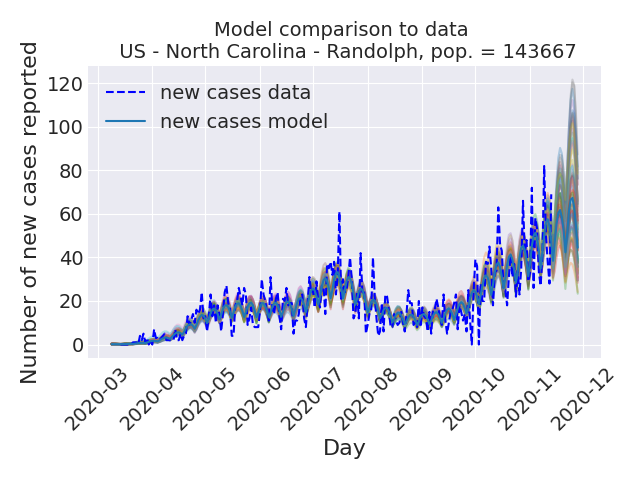 Model comparison to data
US - North Carolina - Randolph, pop. = 143667
Number of new cases reported
120
100
80
60
40
20
0
new cases data
new cases model
2020-03
2020-04
2020-05
2020-06
2020-07
2020-08
2020-09
2020-10
2020-11
2020-12
Day